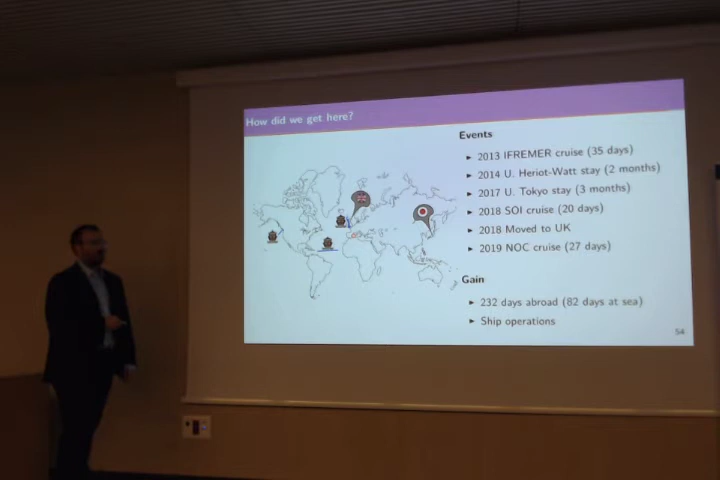 How did we get here?
Events
► 2013 IFREMER cruise (35 days)
► 2014 U. Heriot-Watt stay (2 months)
► 2017 U. Tokyo stay (3 months)
► 2018 SOI cruise (20 days)
► 2018 Moved to UK
► 2019 NOC cruise (27 days)
Gain
► 232 days abroad (82 days at sea)
► Ship operations
54